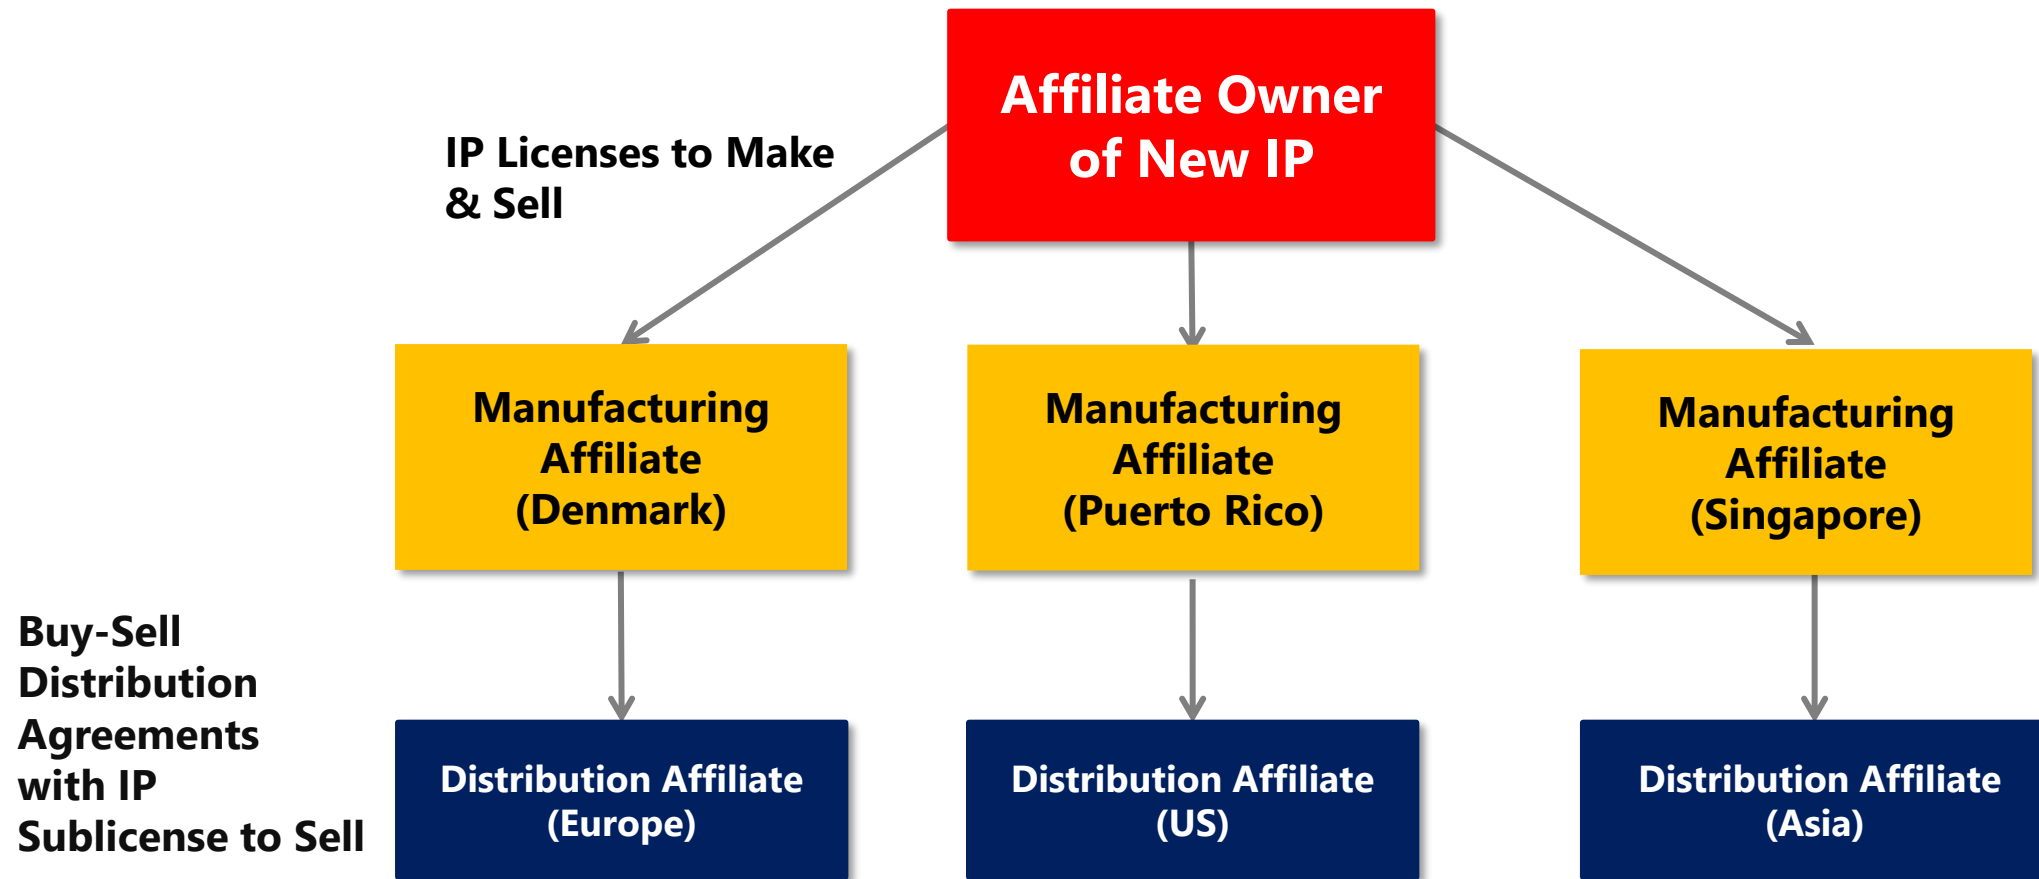 Affiliate Owner
of New IP
IP Licenses to Make
& Sell
Manufacturing
Affiliate
(Denmark)
Manufacturing
Affiliate
(Puerto Rico)
Manufacturing
Affiliate
(Singapore)
Buy-Sell
Distribution
Agreements
with IP
Sublicense to Sell
Distribution Affiliate
(Europe)
Distribution Affiliate
(US)
Distribution Affiliate
(Asia)